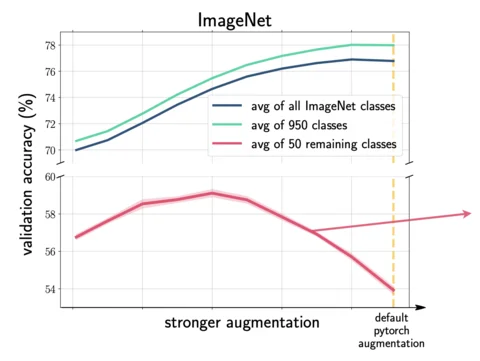 ImageNet
78
76
74
72
70
60
58
56
54
validation accuracy (%)
avg of all ImageNet classes
avg of 950 classes
avg of 50 remaining classes
stronger augmentation
default
pytorch
augmentation